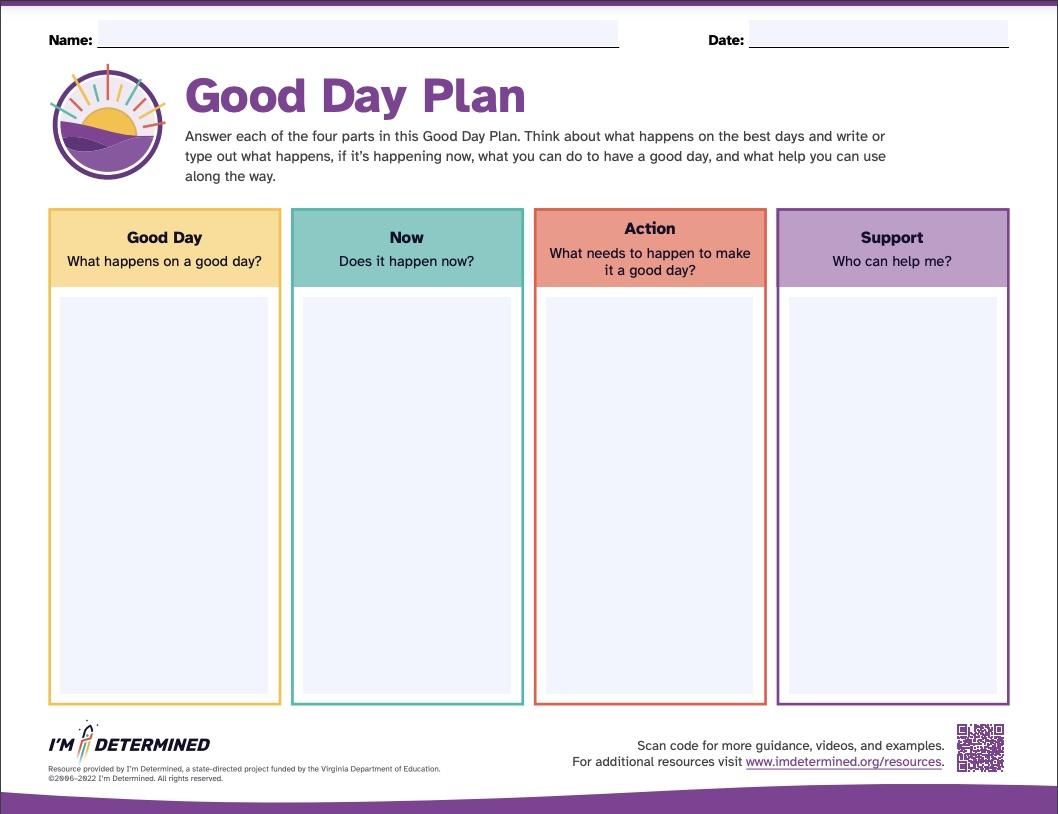 Name:
Date:
Good Day Plan
Answer each of the four parts in this Good Day Plan. Think about what happens on the best days and write or
type out what happens, if it's happening now, what you can do to have a good day, and what help you can use
along the way.
Good Day
What happens on a good day?
Now
Does it happen now?
Action
What needs to happen to make
it a good day?
Support
Who can help me?
I'M DETERMINED
Resource provided by I'm Determined, a state-directed project funded by the Virginia Department of Education.
©2006-2022 I'm Determined. All rights reserved.
Scan code for more guidance, videos, and examples.
For additional resources visit www.imdetermined.org/resources.